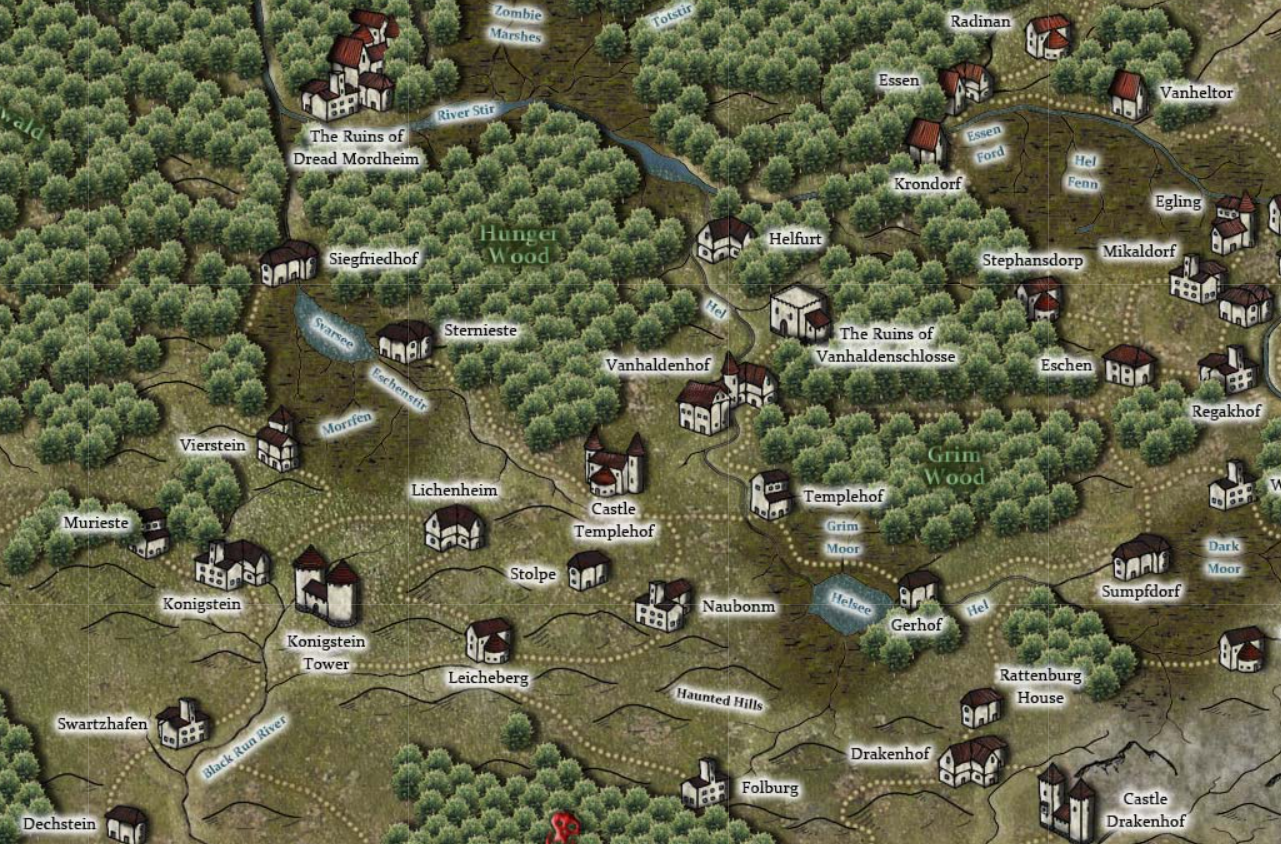 Zombie
Marshes
Totstir
Radinan
Essen
Vanheltor
wald
River Stir
The Ruins of
Dread Mordheim
Essen
Ford
Hel
Fenn
Krondorf
Egling
Hunger
Wood
Helfurt
Mikaldorf
Siegfriedhof
Stephansdorp
Svarsee
Sternieste
Hel
The Ruins of
Vanhaldenschlosse
Vanhaldenhof
Eschen
Eschenstir
Regakhof
Morrfen
Vierstein
Grim
Wood
Lichenheim
Templehof
W
Castle
Templehof
Murieste
Grim
Moor
Dark
Moor
Stolpe
Sumpfdorf
Konigstein
Naubonm
Helsee
Hel
Gerhof
Konigstein
Tower
Leicheberg
Rattenburg
House
Haunted Hills
Swartzhafen
Black Run River
Drakenhof
Folburg
Castle
Drakenhof
Dechstein